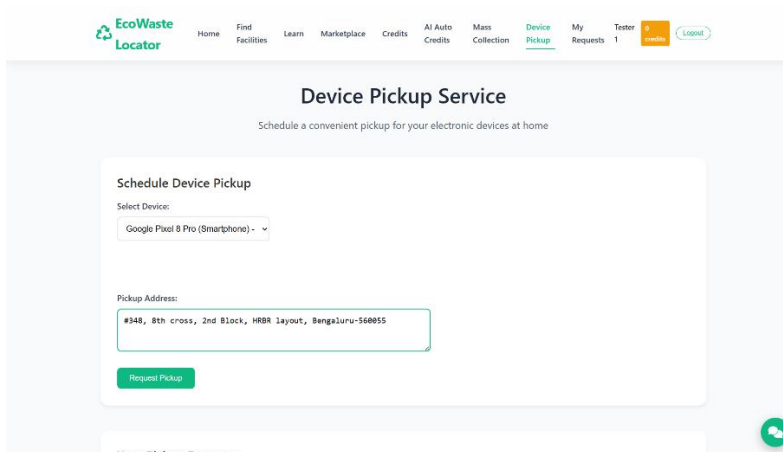 EcoWaste
Locator
Home
Find
Facilities
Learn
Marketplace
Credits
AI Auto
Credits
Mass
Collection
Device
Pickup
My
Requests
Tester
1
0
credits
Logout
Device Pickup Service
Schedule a convenient pickup for your electronic devices at home
Schedule Device Pickup
Select Device:
Google Pixel 8 Pro (Smartphone) -
Pickup Address:
#348, 8th cross, 2nd Block, HRBR layout, Bengaluru-560055
Request Pickup